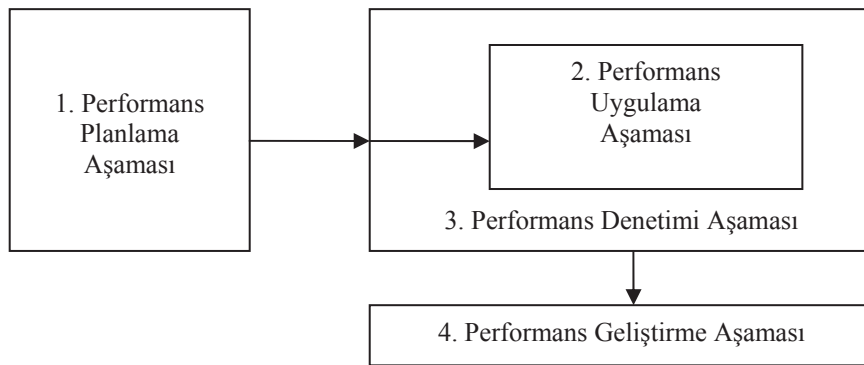 1. Performans
Planlama
Aşaması
2. Performans
Uygulama
Aşaması
3. Performans Denetimi Aşaması
4. Performans Geliştirme Aşaması